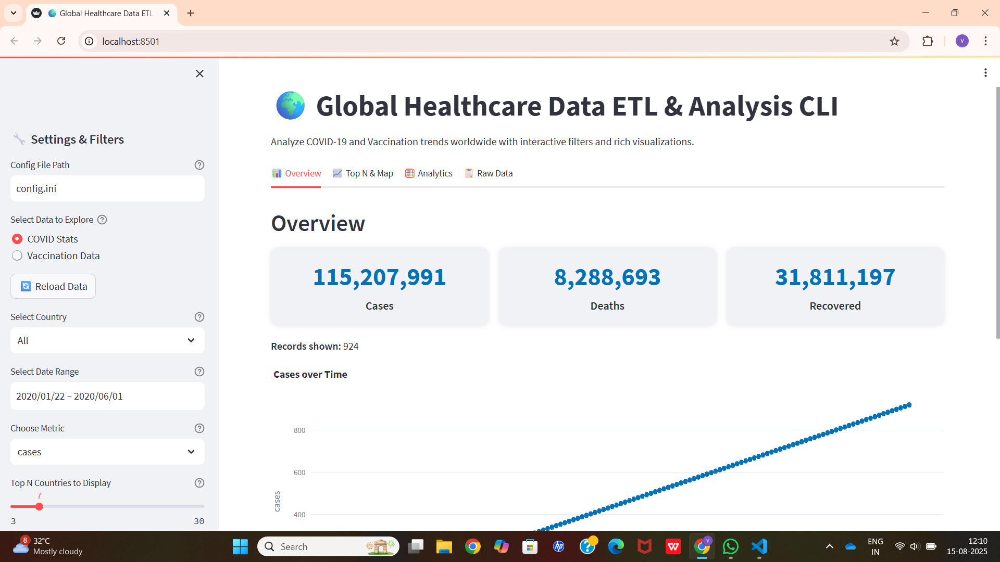 Global Healthcare Data ETL
localhost:8501
V
Settings & Filters
Config File Path
config.ini
Select Data to Explore
COVID Stats
Vaccination Data
Reload Data
Select Country
All
Select Date Range
2020/01/22 – 2020/06/01
Choose Metric
cases
Top N Countries to Display
7
3 30
Global Healthcare Data ETL & Analysis CLI
Analyze COVID-19 and Vaccination trends worldwide with interactive filters and rich visualizations.
Overview Top N & Map Analytics Raw Data
Overview
115,207,991 8,288,693 31,811,197
Cases Deaths Recovered
Records shown: 924
Cases over Time
800
600
400
cases
8
32°C
Mostly cloudy
Search
hp
W
V
ENG
IN
12:10
15-08-2025